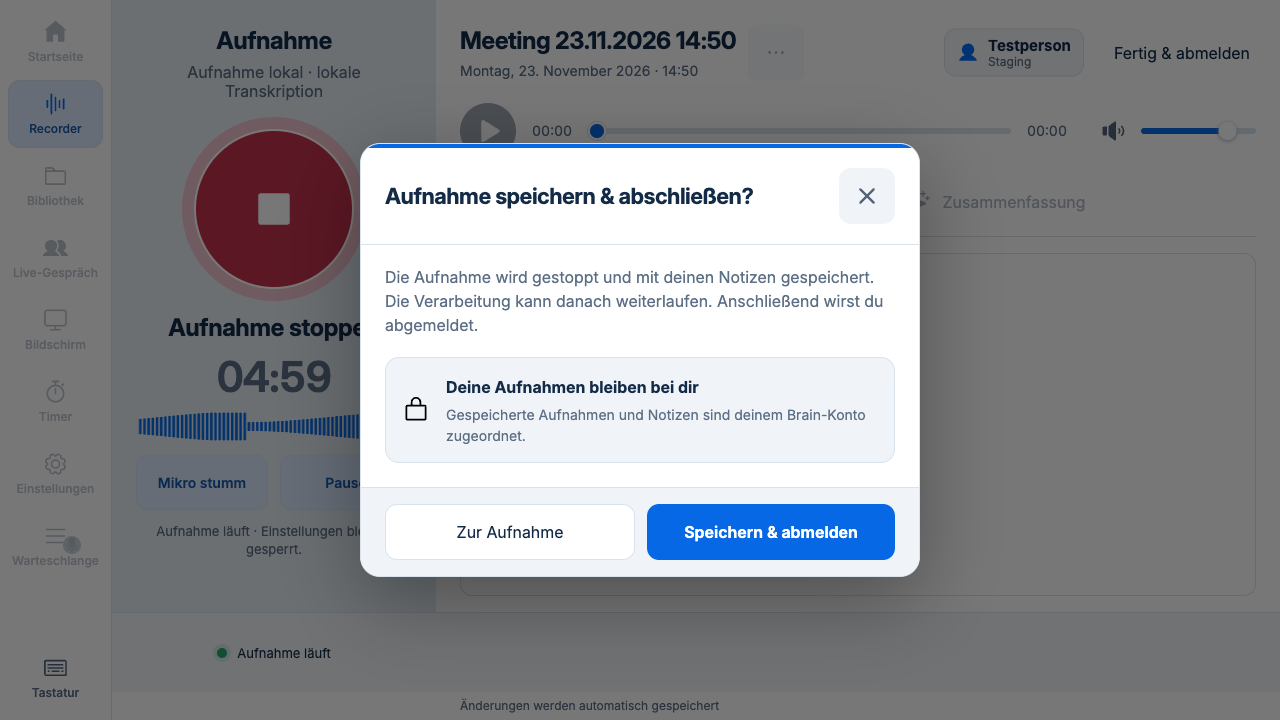 Startseite
Recorder
Bibliothek
Live-Gespräch
Bildschirm
Timer
Einstellungen
Warteschlange
Tastatur
Aufnahme
Aufnahme lokal · lokale
Transkription
Aufnahme stoppe
04:59
Mikro stumm
Aufnahme läuft · Einstellungen
gesperrt.
Meeting 23.11.2026 14:50
...
Montag, 23. November 2026 · 14:50
Testperson
Staging
Fertig & abmelden
00:00
00:00
Zusammenfassung
Aufnahme speichern & abschließen?
Die Aufnahme wird gestoppt und mit deinen Notizen gespeichert.
Die Verarbeitung kann danach weiterlaufen. Anschließend wirst du
abgemeldet.
Deine Aufnahmen bleiben bei dir
Gespeicherte Aufnahmen und Notizen sind deinem Brain-Konto
zugeordnet.
Zur Aufnahme
Speichern & abmelden
Aufnahme läuft
Änderungen werden automatisch gespeichert